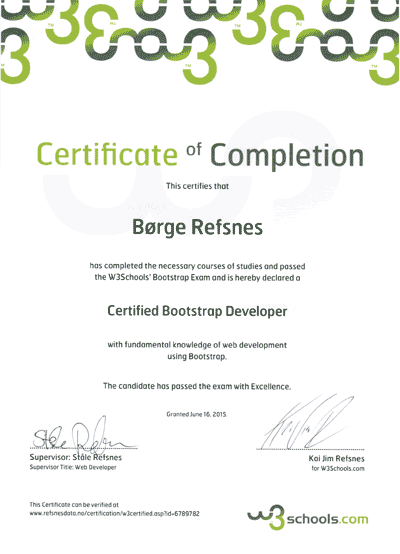 Certificate of Completion
This certifies that
Børge Refsnes
has completed the necessary courses of studies and passed
the W3Schools' Bootstrap Exam and is hereby declared a
Certified Bootstrap Developer
with fundamental knowledge of web development
using Bootstrap.
The candidate has passed the exam with Excellence.
Granted June 16, 2015
Supervisor: Ståle Refsnes
Supervisor Title: Web Developer
Kai Jim Refsnes
for W3Schools.com
This Certificate can be verified at
www.refsnesdata.no/certification/w3certified.asp?id=6789782
w3schools.com